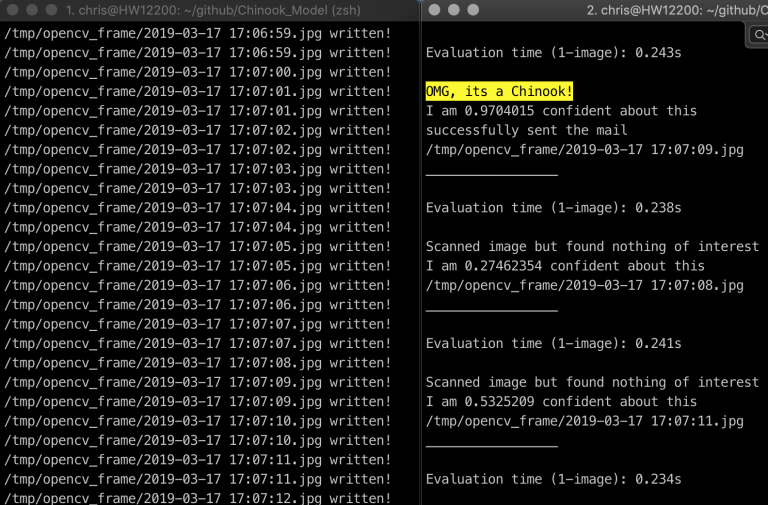 1. chris@HW12200: ~/github/Chinook_Model (zsh)
/tmp/opencv_frame/2019-03-17 17:06:59.jpg written!
/tmp/opencv_frame/2019-03-17 17:06:59.jpg written!
/tmp/opencv_frame/2019-03-17 17:07:00.jpg written!
/tmp/opencv_frame/2019-03-17 17:07:01.jpg written!
/tmp/opencv_frame/2019-03-17 17:07:01.jpg written!
/tmp/opencv_frame/2019-03-17 17:07:02.jpg written!
/tmp/opencv_frame/2019-03-17 17:07:02.jpg written!
/tmp/opencv_frame/2019-03-17 17:07:03.jpg written!
/tmp/opencv_frame/2019-03-17 17:07:03.jpg written!
/tmp/opencv_frame/2019-03-17 17:07:04.jpg written!
/tmp/opencv_frame/2019-03-17 17:07:04.jpg written!
/tmp/opencv_frame/2019-03-17 17:07:05.jpg written!
/tmp/opencv_frame/2019-03-17 17:07:05.jpg written!
/tmp/opencv_frame/2019-03-17 17:07:06.jpg written!
/tmp/opencv_frame/2019-03-17 17:07:06.jpg written!
/tmp/opencv_frame/2019-03-17 17:07:07.jpg written!
/tmp/opencv_frame/2019-03-17 17:07:07.jpg written!
/tmp/opencv_frame/2019-03-17 17:07:08.jpg written!
/tmp/opencv_frame/2019-03-17 17:07:09.jpg written!
/tmp/opencv_frame/2019-03-17 17:07:09.jpg written!
/tmp/opencv_frame/2019-03-17 17:07:10.jpg written!
/tmp/opencv_frame/2019-03-17 17:07:10.jpg written!
/tmp/opencv_frame/2019-03-17 17:07:11.jpg written!
/tmp/opencv_frame/2019-03-17 17:07:11.jpg written!
/tmp/opencv_frame/2019-03-17 17:07:12.jpg written!
2. chris@HW12200: ~/github/C
Evaluation time (1-image): 0.243s
OMG, its a Chinook!
I am 0.9704015 confident about this
successfully sent the mail
/tmp/opencv_frame/2019-03-17 17:07:09.jpg
________________
Evaluation time (1-image): 0.238s
Scanned image but found nothing of interest
I am 0.27462354 confident about this
/tmp/opencv_frame/2019-03-17 17:07:08.jpg
________________
Evaluation time (1-image): 0.241s
Scanned image but found nothing of interest
I am 0.5325209 confident about this
/tmp/opencv_frame/2019-03-17 17:07:11.jpg
________________
Evaluation time (1-image): 0.234s